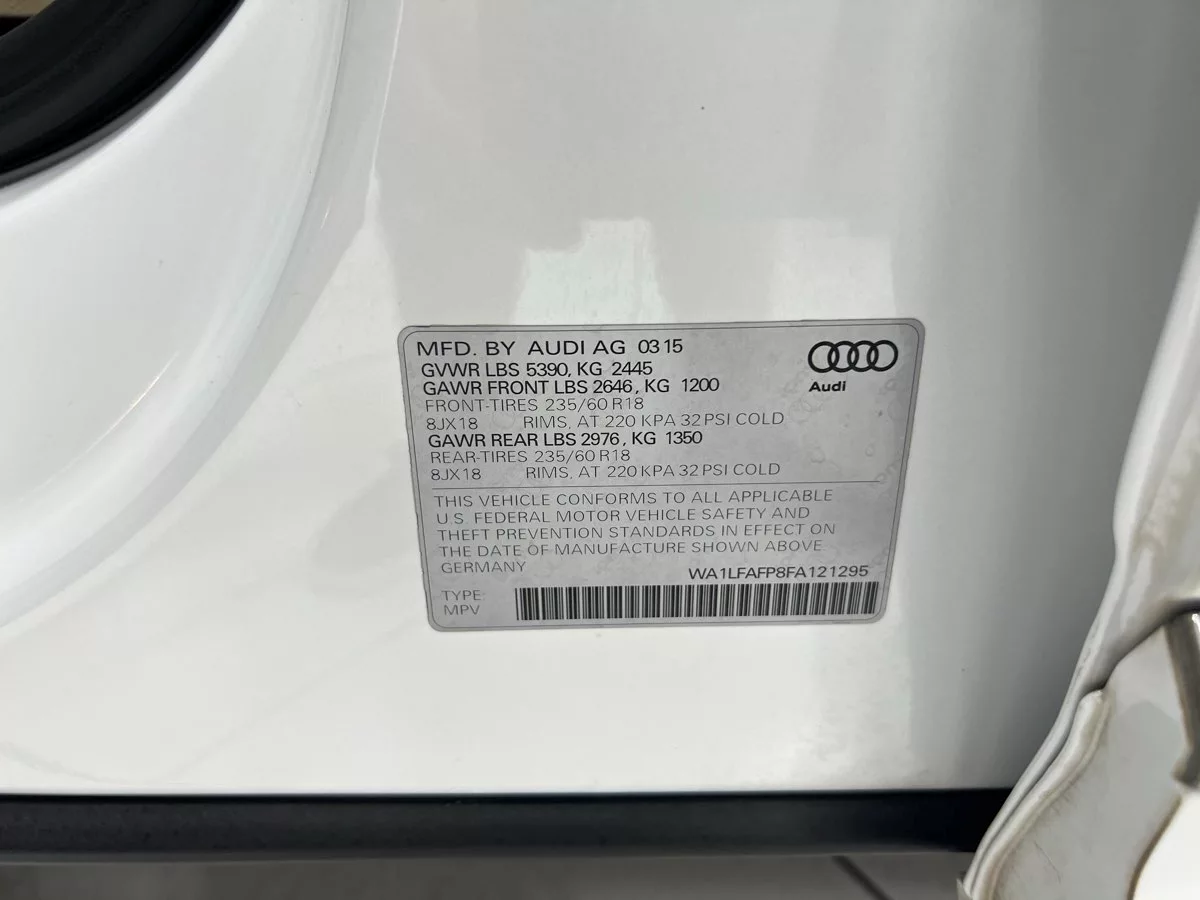 MFD. BY AUDI AG 03 15
GVWR LBS 5390, KG 2445
GAWR FRONT LBS 2646, KG 1200
FRONT-TIRES 235/60 R18
8JX18 RIMS, AT 220 KPA 32 PSI COLD
GAWR REAR LBS 2976, KG 1350
REAR-TIRES 235/60 R18
8JX18 RIMS, AT 220 KPA 32 PSI COLD
Audi
THIS VEHICLE CONFORMS TO ALL APPLICABLE
U.S. FEDERAL MOTOR VEHICLE SAFETY AND
THEFT PREVENTION STANDARDS IN EFFECT ON
THE DATE OF MANUFACTURE SHOWN ABOVE.
GERMANY
WA1LFAFP8FA121295
TYPE:
MPV